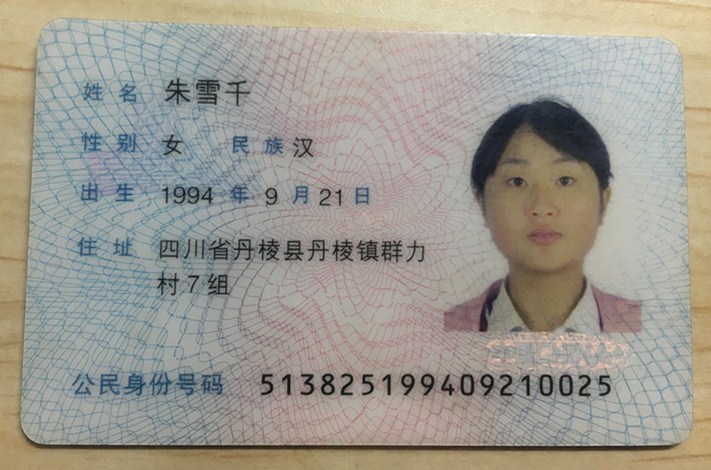 姓名 朱雪千
性别 女 民族 汉
出生 1994 年 9 月 21 日
住址 四川省丹棱县丹棱镇群力
村7组
公民身份号码 513825199409210025